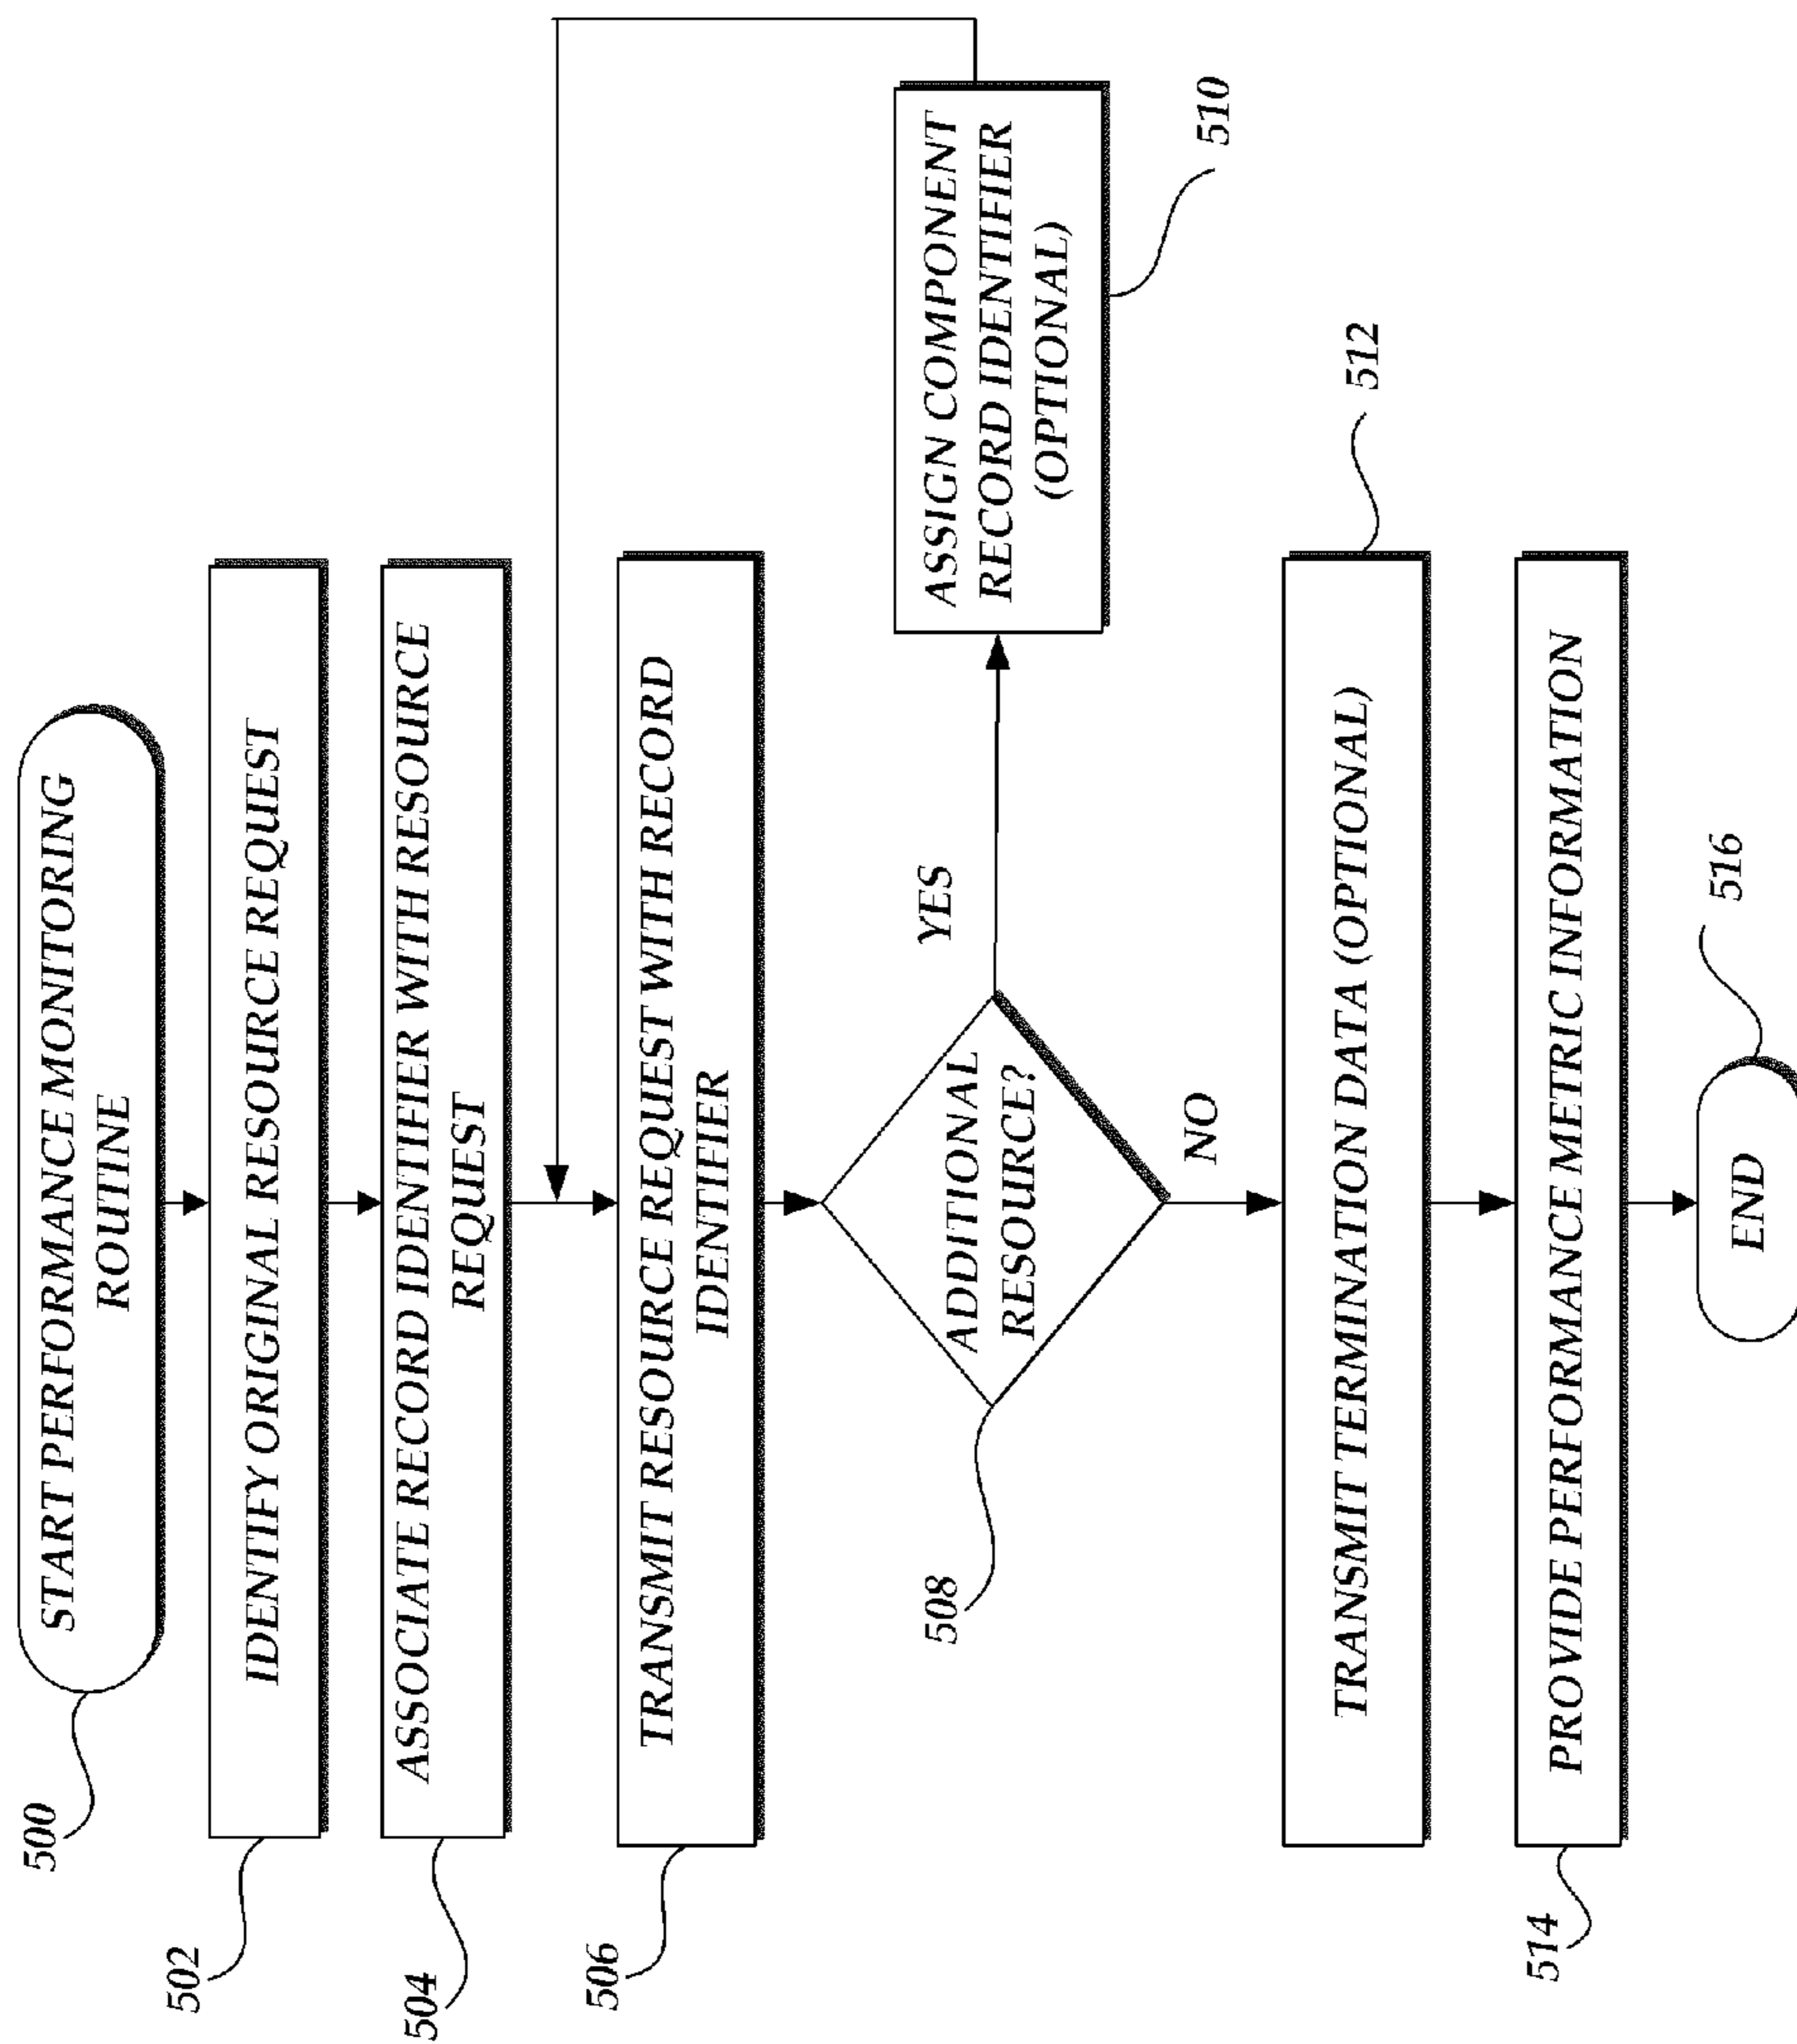 500
START PERFORMANCE MONITORING
ROUTINE
502
IDENTIFY ORIGINAL RESOURCE REQUEST
504
ASSOCIATE RECORD IDENTIFIER WITH RESOURCE
REQUEST
506
TRANSMIT RESOURCE REQUEST WITH RECORD
IDENTIFIER
508
ADDITIONAL
RESOURCE?
YES
ASSIGN COMPONENT
RECORD IDENTIFIER
(OPTIONAL)
510
NO
TRANSMIT TERMINATION DATA (OPTIONAL)
512
514
PROVIDE PERFORMANCE METRIC INFORMATION
END
516